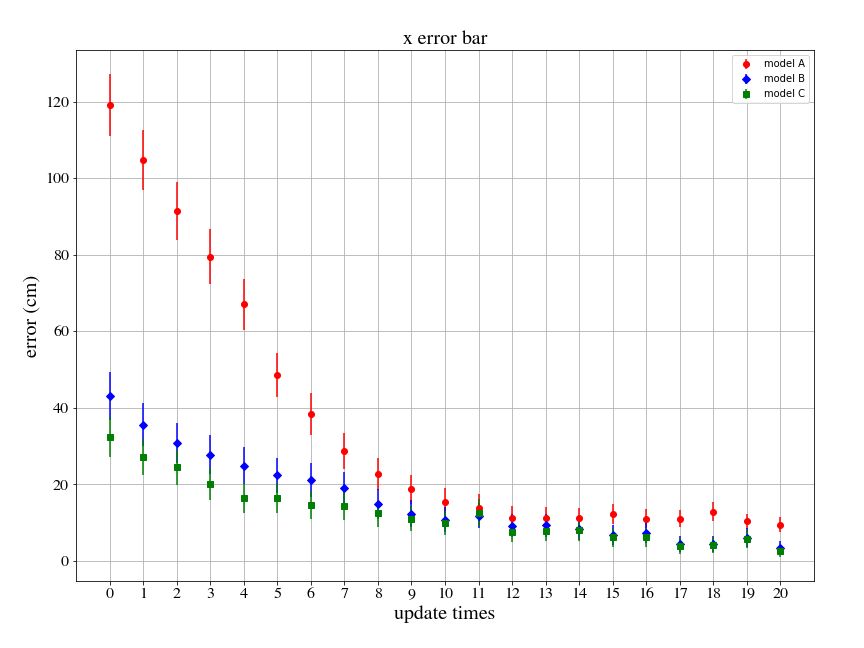 x error bar
model A
model B
model C
120
100
80
60
40
20
0
error (cm)
0 1 2 3 4 5 6 7 8 9 10 11 12 13 14 15 16 17 18 19 20
update times